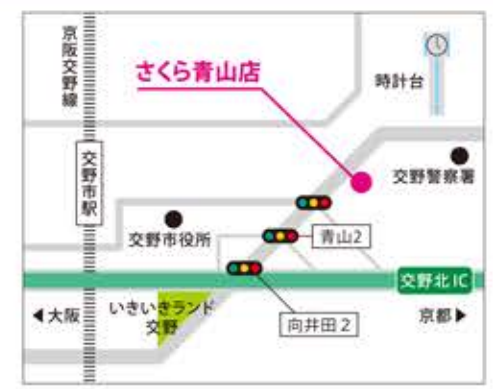 京阪交野線
さくら青山店
時計台
交野市駅
交野警察署
交野市役所
青山2
交野北IC
◀大阪
いきいきランド
交野
向井田2
京都▶